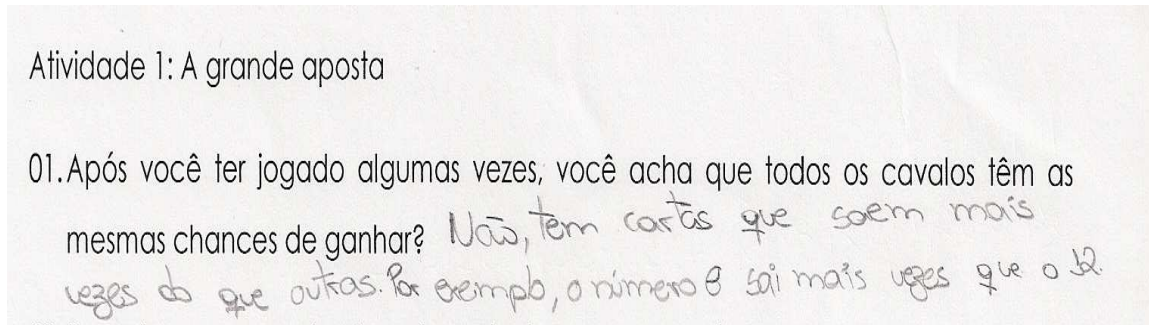 Atividade 1: A grande aposta
01. Após você ter jogado algumas vezes, você acha que todos os cavalos têm as
mesmas chances de ganhar? Não, tem cartas que saem mais
vezes do que outras. Por exemplo, o número 8 sai mais vezes que o 12.